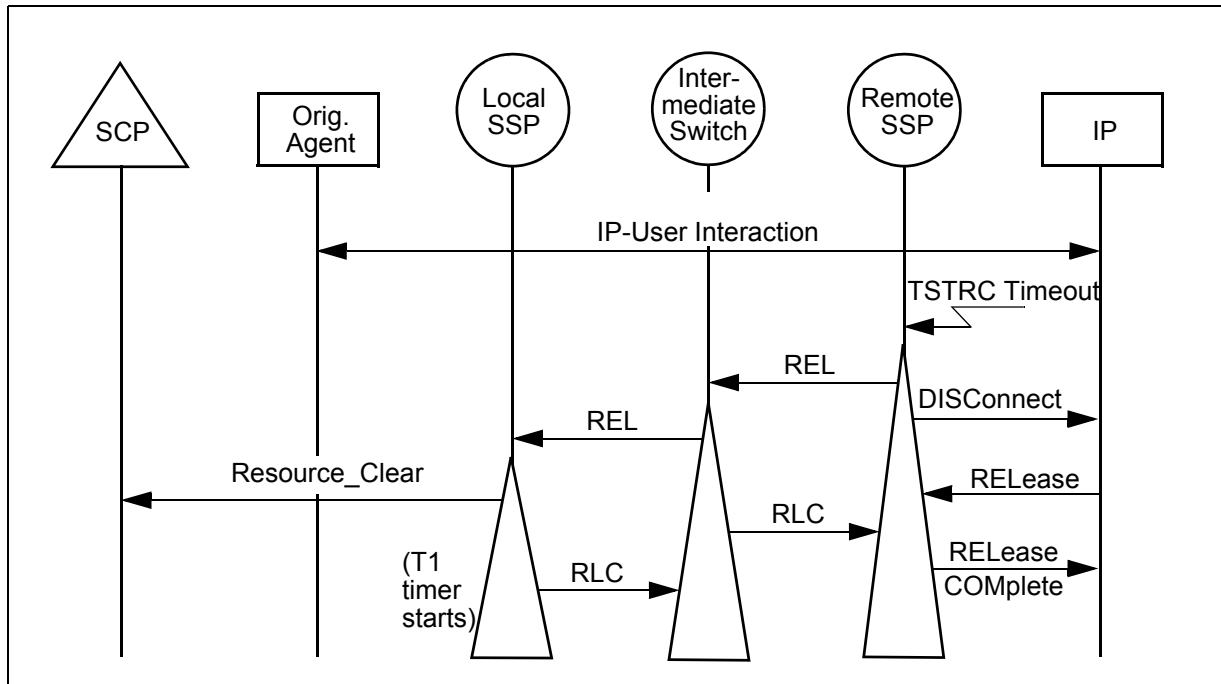 SCP
Orig.
Agent
Local
SSP
Inter-
mediate
Switch
Remote
SSP
IP
IP-User Interaction
TSTRC Timeout
REL
DISConnect
REL
Resource_Clear
RELease
RLC
(T1
timer
starts)
RLC
RELease
COMplete